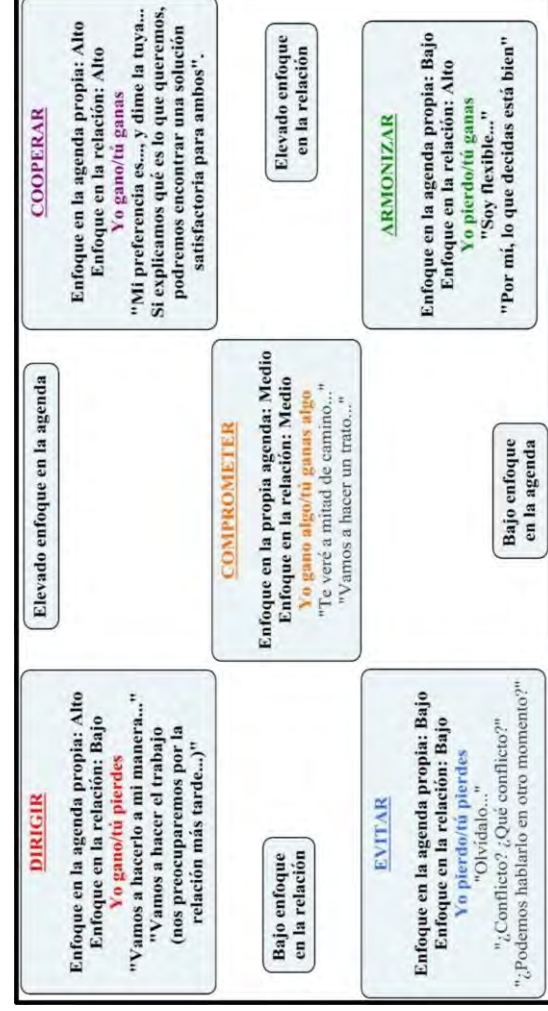 DIRIGIR
Enfoque en la agenda propia: Alto
Enfoque en la relación: Bajo
Yo gano/tú pierdes
"Vamos a hacerlo a mi manera..."
"Vamos a hacer el trabajo
(nos preocuparemos por la
relación más tarde...)"
Elevado enfoque en la agenda
COOPERAR
Enfoque en la agenda propia: Alto
Enfoque en la relación: Alto
Yo gano/tú ganas
"Mi preferencia es..., y dime la tuya...
Si explicamos qué es lo que queremos,
podremos encontrar una solución
satisfactoria para ambos".
Bajo enfoque
en la relación
COMPROMETER
Enfoque en la propia agenda: Medio
Enfoque en la relación: Medio
Yo gano algo/tú ganas algo
"Te veré a mitad de camino..."
"Vamos a hacer un trato..."
Elevado enfoque
en la relación
EVITAR
Enfoque en la agenda propia: Bajo
Enfoque en la relación: Bajo
Yo pierdo/tú pierdes
"Olvídalo..."
"¿Conflicto? ¿Qué conflicto?"
"¿Podemos hablarlo en otro momento?"
Bajo enfoque
en la agenda
ARMONIZAR
Enfoque en la agenda propia: Bajo
Enfoque en la relación: Alto
Yo pierdo/tú ganas
"Soy flexible..."
"Por mí, lo que decidas está bien"